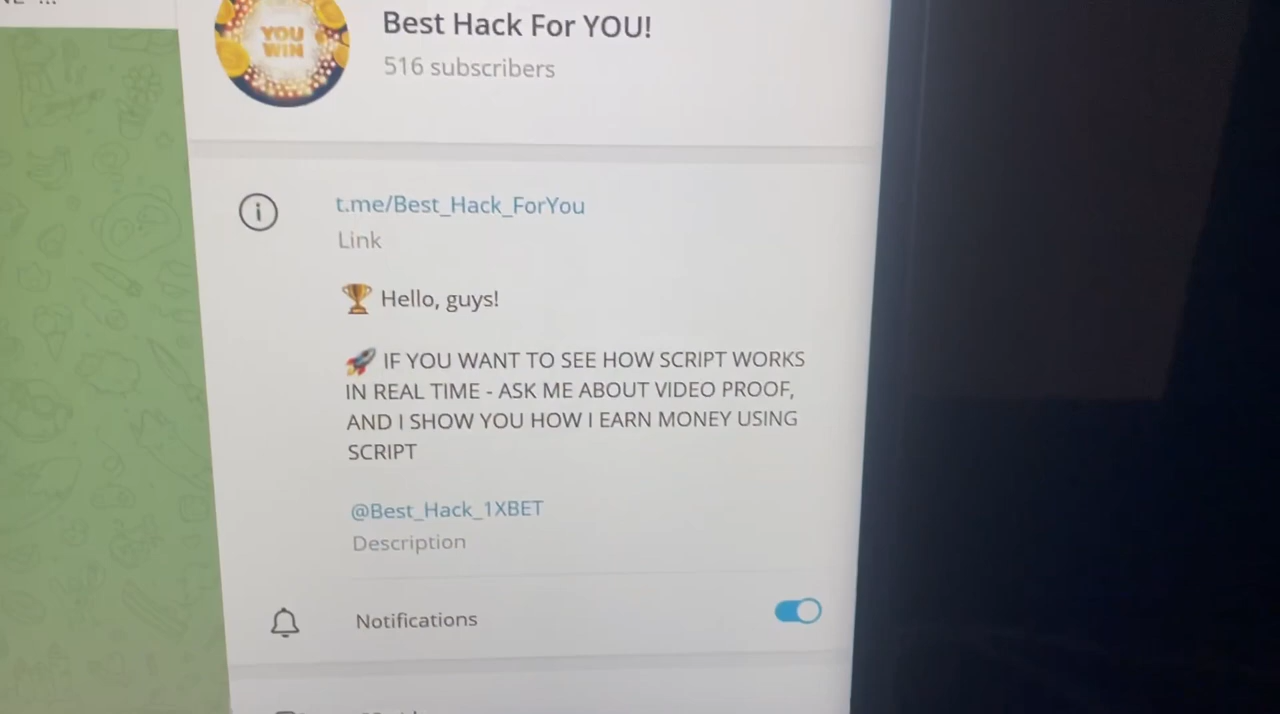 YOU
WIN
Best Hack For YOU!
516 subscribers
t.me/Best_Hack_ForYou
Link
🏆 Hello, guys!
🚀 IF YOU WANT TO SEE HOW SCRIPT WORKS
IN REAL TIME - ASK ME ABOUT VIDEO PROOF,
AND I SHOW YOU HOW I EARN MONEY USING
SCRIPT
@Best_Hack_1XBET
Description
Notifications